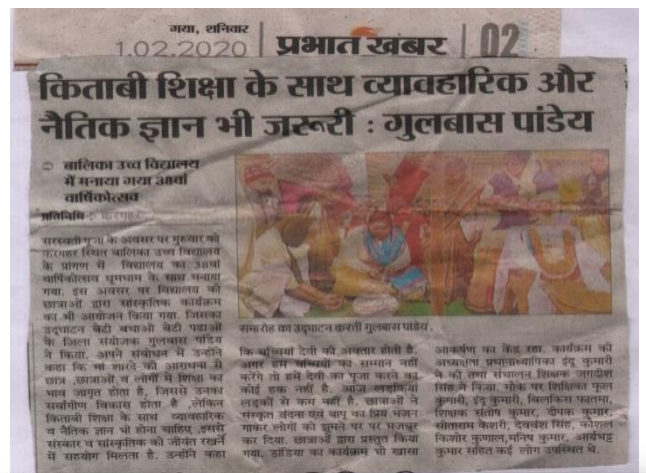 गया, शनिवार
1.02.2020
प्रभात खबर
02
किताबी शिक्षा के साथ व्यावहारिक और
नैतिक ज्ञान भी जरूरी : गुलबास पांडेय
बालिका उच्च विद्यालय
में मनाया गया 38वां
वार्षिकोत्सव
प्रतिनिधि करगहर
सरस्वती पूजा के अवसर पर गुरुवार को
करगहर स्थित बालिका उच्च विद्यालय
के प्रांगण में विद्यालय का 38वां
वार्षिकोत्सव धूमधाम के साथ मनाया
गया. इस अवसर पर विद्यालय की
छात्राओं द्वारा सांस्कृतिक कार्यक्रम
का भी आयोजन किया गया. जिसका
उद्घाटन बेटी बचाओ बेटी पढाओ
के जिला संयोजक गुलबास पांडेय
ने किया. अपने संबोधन में उन्होंने
कहा कि मां शारदे की आराधना से
छात्र ,छात्राओं व लोगों में शिक्षा का
भाव जागृत होता है, जिससे उनका
सर्वांगीण विकास होता है ,लेकिन
किताबी शिक्षा के साथ व्यावहारिक
व नैतिक ज्ञान भी होना चाहिए ,इससे
संस्कार व सांस्कृतिक को जीवंत रखने
में सहयोग मिलता है. उन्होंने कहा
समारोह का उद्घाटन करतीं गुलबास पांडेय.
कि बच्चियां देवी की अवतार होती है.
अगर हम बच्चियों का सम्मान नहीं
करेंगे तो हमें देवी की पूजा करने का
कोई हक नहीं है. आज लड़कियां
लड़कों से कम नहीं है. छात्राओं ने
संस्कृत वंदना एवं बापू का प्रिय भजन
गाकर लोगों को झूमने पर पर मजबूर
कर दिया. छात्राओं द्वारा प्रस्तुत किया
गया. डांडिया का कार्यक्रम भी खासा
आकर्षण का केंद्र रहा. कार्यक्रम की
अध्यक्षता प्रधानाध्यापिका इंदू कुमारी
ने की तथा संचालन शिक्षक जगदीश
सिंह ने किया. मौके पर शिक्षिका फूल
कुमारी, इंदू कुमारी, बिलकिस फातमा,
शिक्षक संतोष कुमार, दीपक कुमार,
सीताराम केशरी, देवबंश सिंह, कौशल
किशोर कुणाल,मनिष कुमार, आर्यभट्ट
कुमार सहित कई लोग उपस्थित थे.